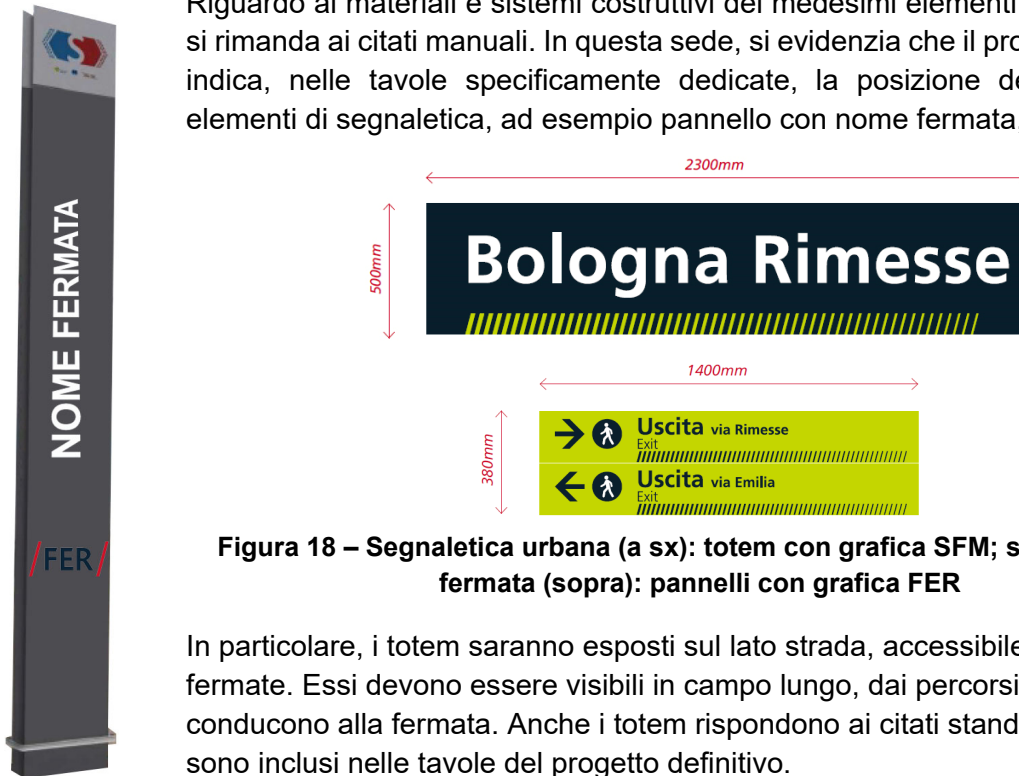 Riguardo ai materiali e sistemi costruttivi dei medesimi elementi
si rimanda ai citati manuali. In questa sede, si evidenzia che il
indica, nelle tavole specificamente dedicate, la posizione
elementi di segnaletica, ad esempio pannello con nome fermata,
S
NOME FERMATA
/FER/
2300mm
500mm
Bologna Rimesse
1400mm
380mm
Uscita via Rimesse
Exit
Uscita via Emilia
Exit
Figura 18 – Segnaletica urbana (a sx): totem con grafica SFM;
fermata (sopra): pannelli con grafica FER
In particolare, i totem saranno esposti sul lato strada, accessibile
fermate. Essi devono essere visibili in campo lungo, dai percorsi
conducono alla fermata. Anche i totem rispondono ai citati
sono inclusi nelle tavole del progetto definitivo.